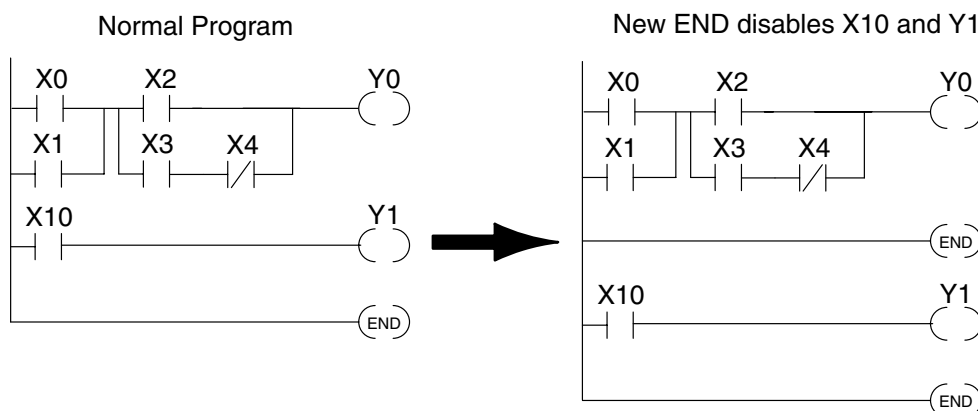 Normal Program
New END disables X10 and Y1
X0 X2 Y0
X1 X3 X4
X10 Y1
END
X0 X2 Y0
X1 X3 X4
END
X10 Y1
END